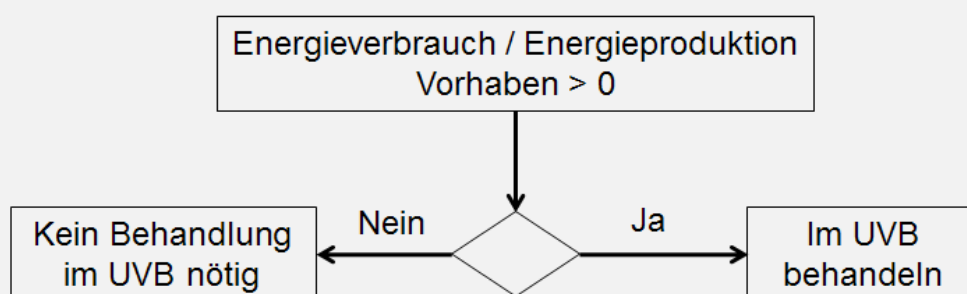 Energieverbrauch / Energieproduktion
Vorhaben > 0
Nein
Ja
Kein Behandlung
im UVB nötig
Im UVB
behandeln